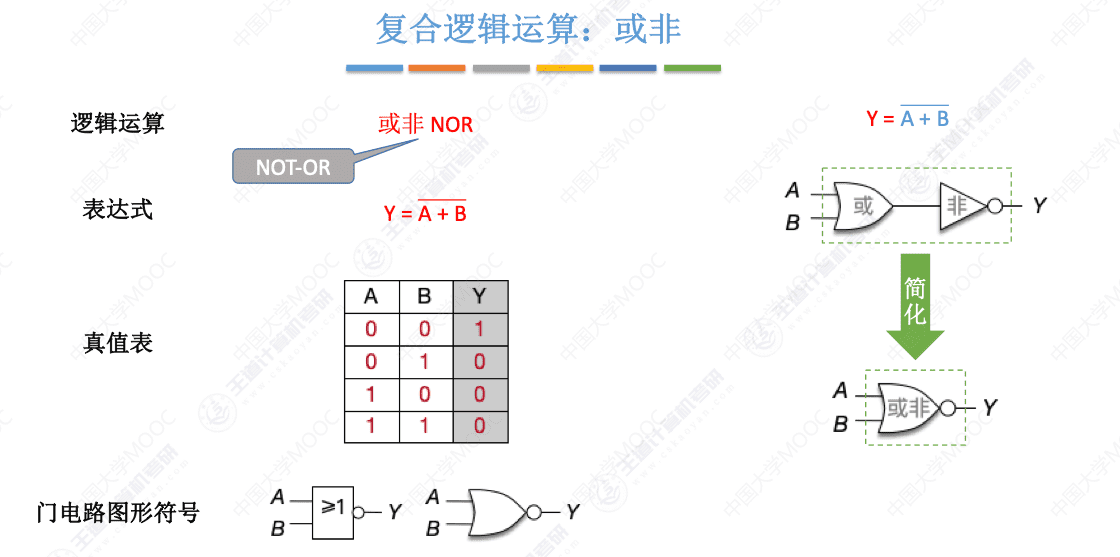 复合逻辑运算：或非
逻辑运算
或非 NOR
NOT-OR
表达式
Y = \overline{A + B}
真值表
A B Y
0 0 1
0 1 0
1 0 0
1 1 0
门电路图形符号
A
B
≥1
Y
A
B
Y
Y = \overline{A + B}
A
B
或
非
Y
简
化
A
B
或非
Y
中国大学MOOC
王道计算机考研